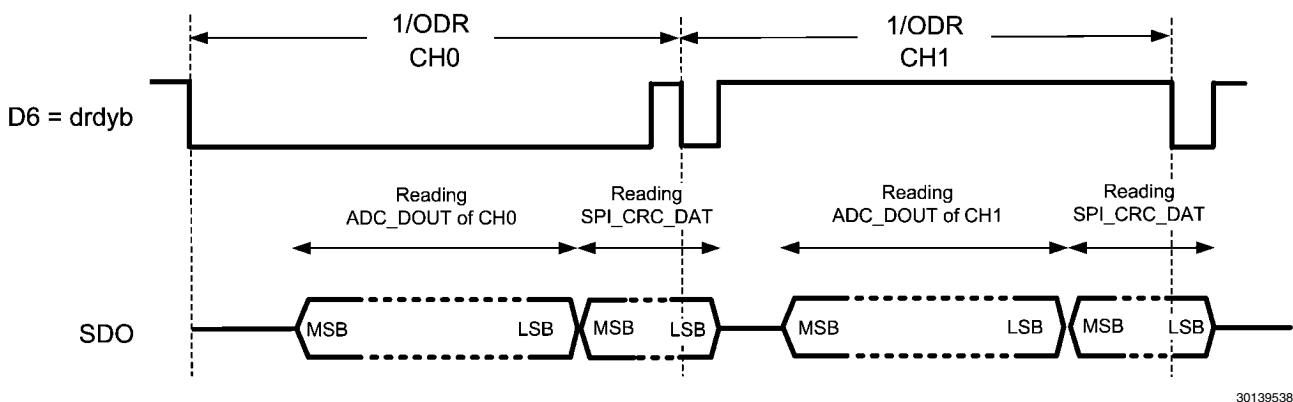 1/ODR
CH0
1/ODR
CH1
D6 = drdyb
Reading
ADC_DOUT of CH0
Reading
SPI_CRC_DAT
Reading
ADC_DOUT of CH1
Reading
SPI_CRC_DAT
SDO
MSB
LSB
MSB
LSB
MSB
LSB
MSB
LSB
30139538